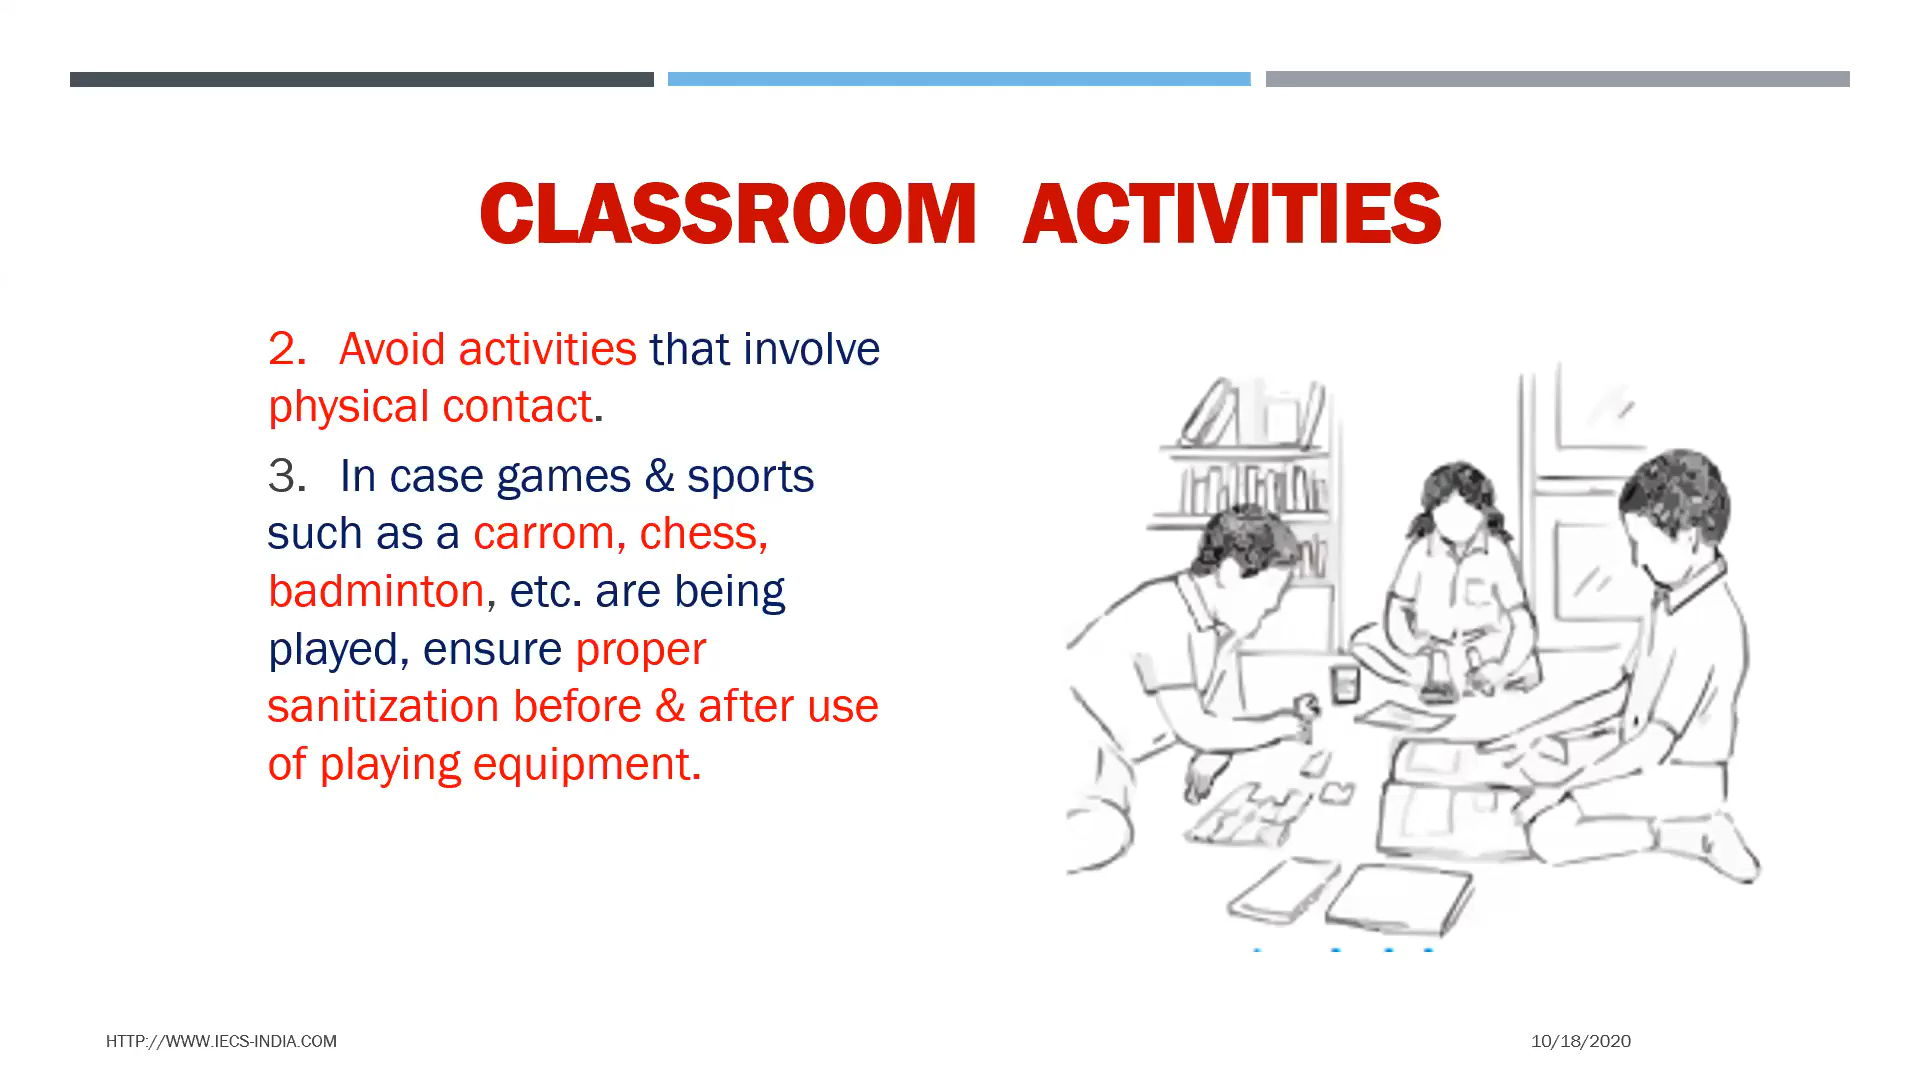 CLASSROOM ACTIVITIES
2. Avoid activities that involve
physical contact.
3. In case games & sports
such as a carrom, chess,
badminton, etc. are being
played, ensure proper
sanitization before & after use
of playing equipment.
HTTP://WWW.IECS-INDIA.COM
10/18/2020